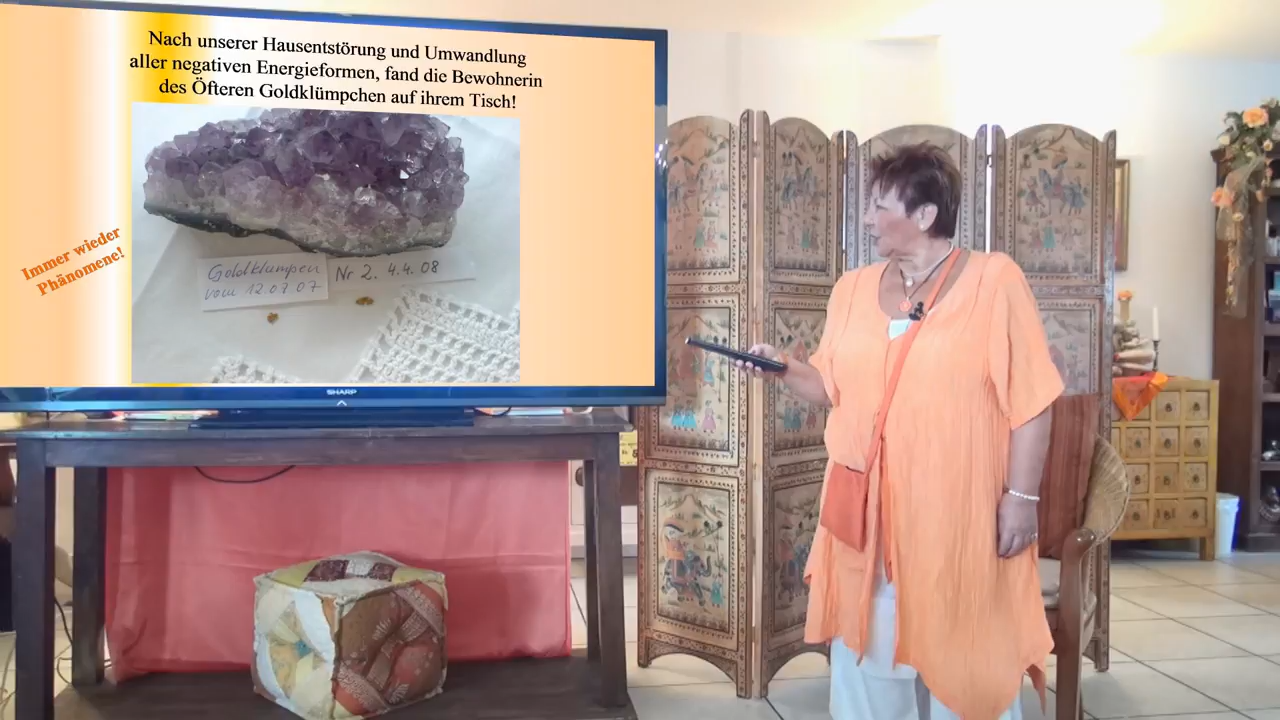 Nach unserer Hausentstörung und Umwandlung
aller negativen Energieformen, fand die Bewohnerin
des Öfteren Goldklümpchen auf ihrem Tisch!
Immer wieder
Phänomene!
Goldklumpen
vom 12.07.07
Nr 2. 4.4.08
SHARP